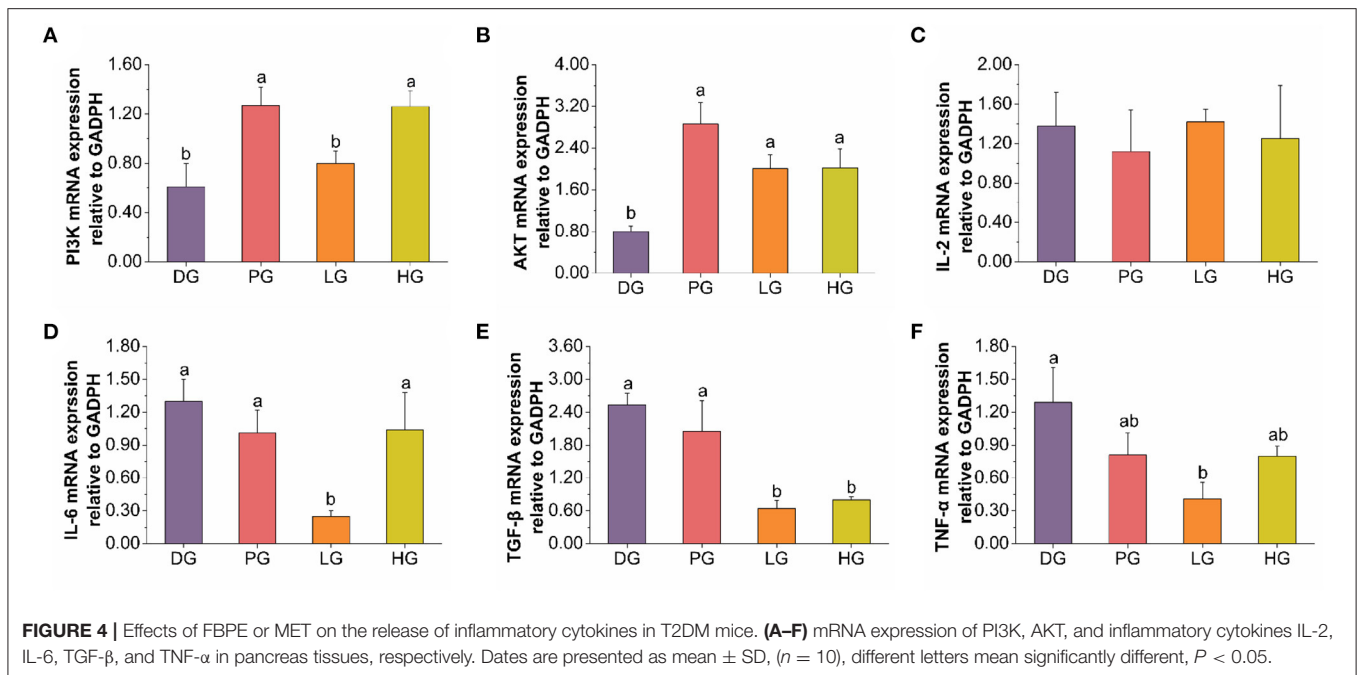 A
PI3K mRNA expression
relative to GADPH
1.60
1.20
0.80
0.40
0.00
b
a
b
a
DG PG LG HG
B
AKT mRNA expression
relative to GADPH
4.00
3.20
2.40
1.60
0.80
0.00
b
a
a
a
DG PG LG HG
C
IL-2 mRNA expression
relative to GADPH
2.00
1.60
1.20
0.80
0.40
0.00
DG PG LG HG
D
IL-6 mRNA exprssion
relative to GADPH
1.80
1.50
1.20
0.90
0.60
0.30
0.00
a
a
b
a
DG PG LG HG
E
TGF-β mRNA expression
relative to GADPH
3.60
3.00
2.40
1.80
1.20
0.60
0.00
a
a
b
b
DG PG LG HG
F
TNF-α mRNA expression
relative to GADPH
1.80
1.50
1.20
0.90
0.60
0.30
0.00
a
ab
b
ab
DG PG LG HG
FIGURE 4 | Effects of FBPE or MET on the release of inflammatory cytokines in T2DM mice. (A–F) mRNA expression of PI3K, AKT, and inflammatory cytokines IL-2,
IL-6, TGF-β, and TNF-α in pancreas tissues, respectively. Dates are presented as mean ± SD, (n = 10), different letters mean significantly different, P < 0.05.